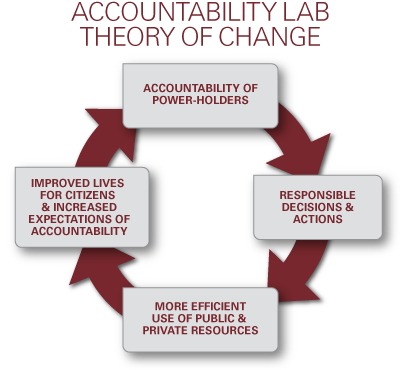 ACCOUNTABILITY LAB
THEORY OF CHANGE
ACCOUNTABILITY OF
POWER-HOLDERS
RESPONSIBLE
DECISIONS &
ACTIONS
MORE EFFICIENT
USE OF PUBLIC &
PRIVATE RESOURCES
IMPROVED LIVES
FOR CITIZENS
& INCREASED
EXPECTATIONS OF
ACCOUNTABILITY